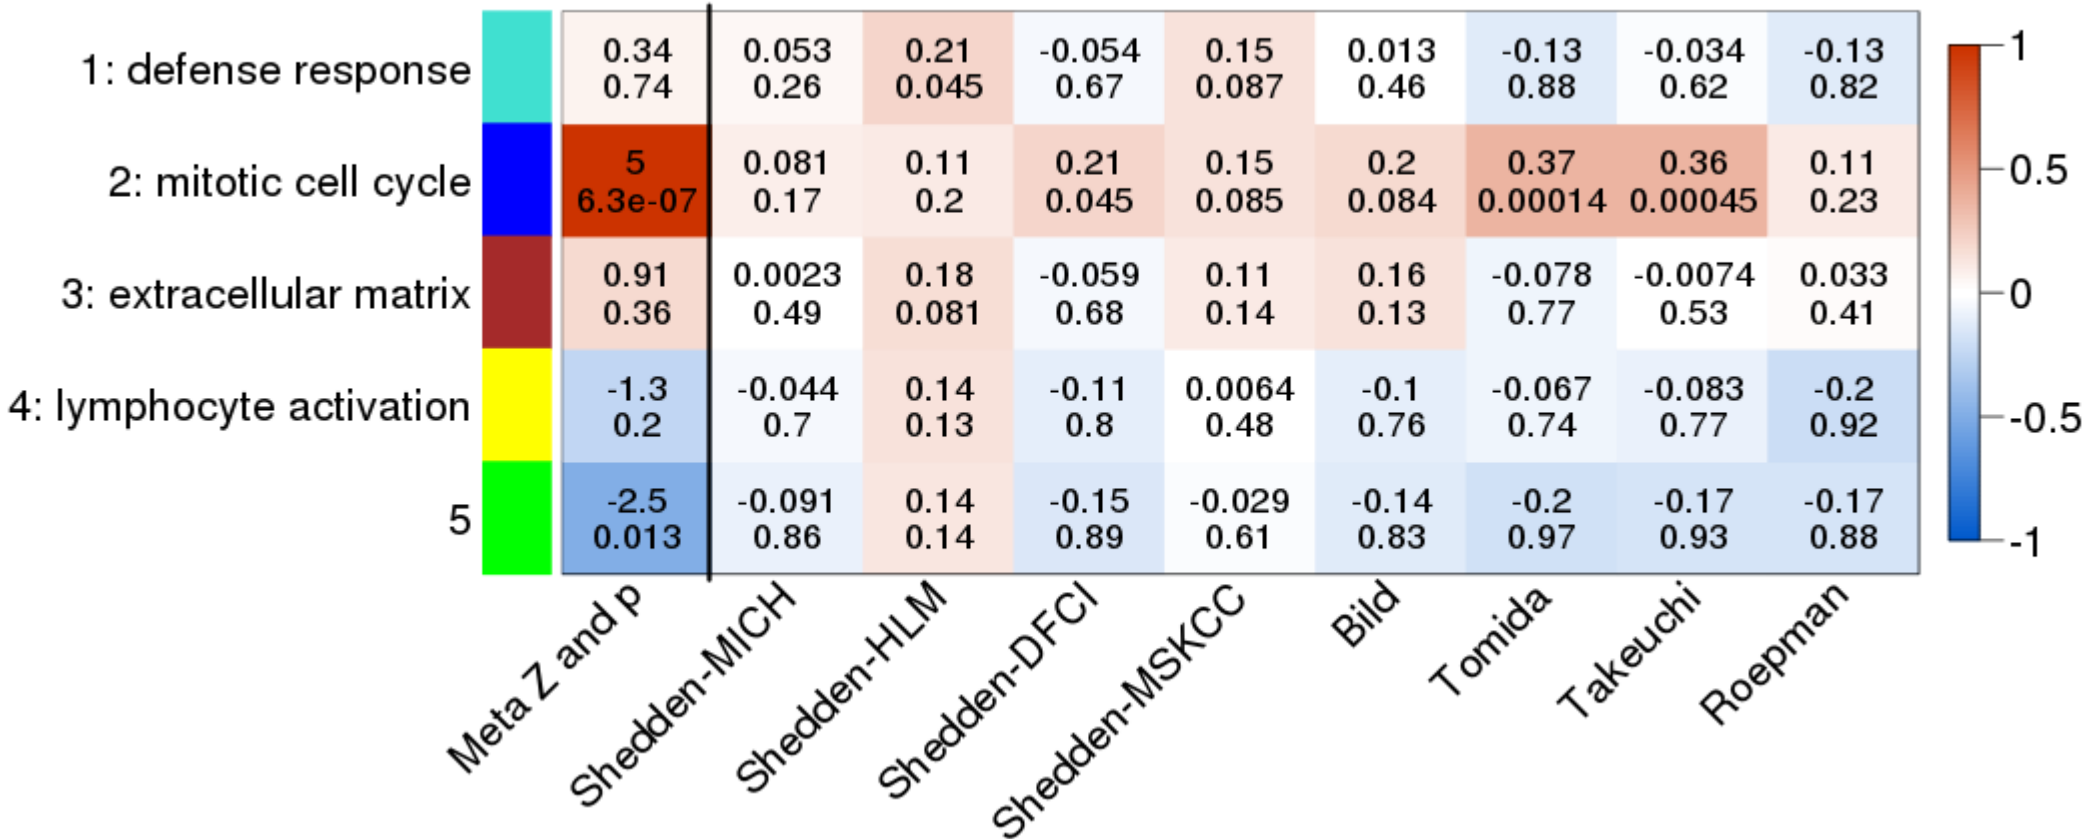 1: defense response
0.34 0.053 0.21 -0.054 0.15 0.013 -0.13 -0.034 -0.13
0.74 0.26 0.045 0.67 0.087 0.46 0.88 0.62 0.82
2: mitotic cell cycle
5 0.081 0.11 0.21 0.15 0.2 0.37 0.36 0.11
6.3e-07 0.17 0.2 0.045 0.085 0.084 0.00014 0.00045 0.23
3: extracellular matrix
0.91 0.0023 0.18 -0.059 0.11 0.16 -0.078 -0.0074 0.033
0.36 0.49 0.081 0.68 0.14 0.13 0.77 0.53 0.41
4: lymphocyte activation
-1.3 -0.044 0.14 -0.11 0.0064 -0.1 -0.067 -0.083 -0.2
0.2 0.7 0.13 0.8 0.48 0.76 0.74 0.77 0.92
5
-2.5 -0.091 0.14 -0.15 -0.029 -0.14 -0.2 -0.17 -0.17
0.013 0.86 0.14 0.89 0.61 0.83 0.97 0.93 0.88
Meta Z and p
Shedden-MICH
Shedden-HLM
Shedden-DFCI
Shedden-MSKCC
Bild
Tomida
Takeuchi
Roepman
1
0.5
0
-0.5
-1